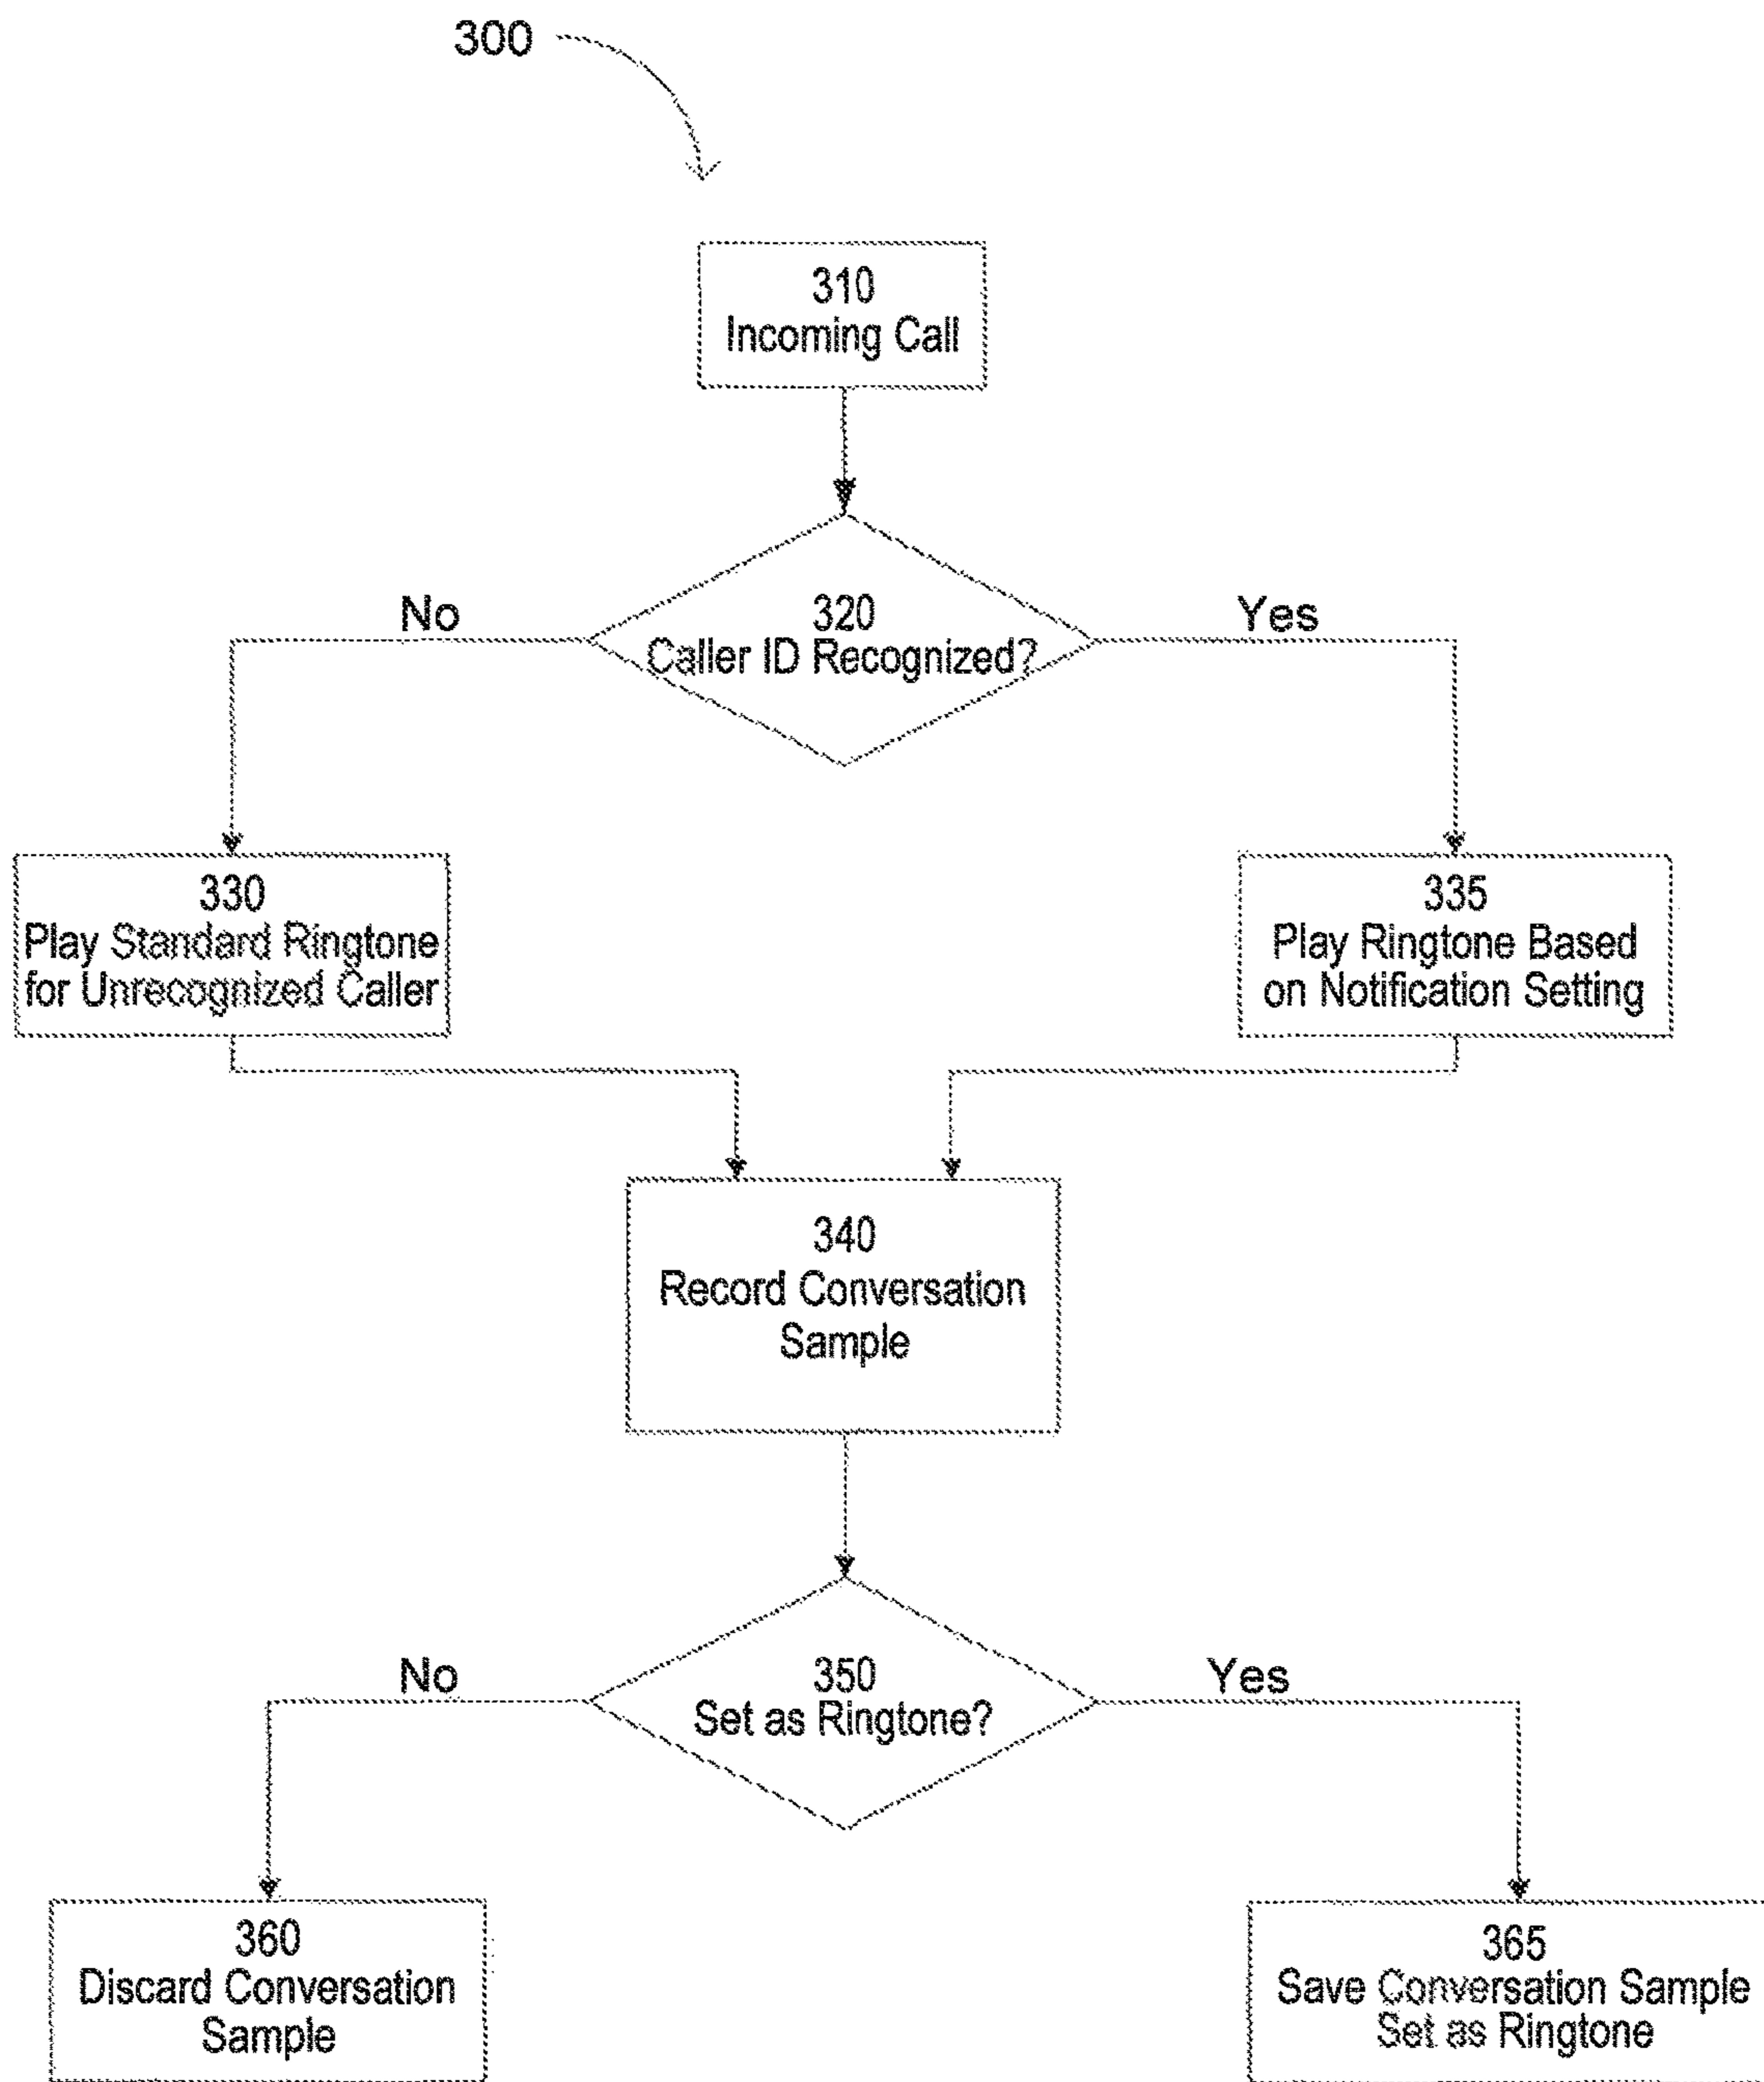 300
310
Incoming Call
No
320
Yes
Caller ID Recognized?
330
Play Standard Ringtone
for Unrecognized Caller
335
Play Ringtone Based
on Notification Setting
340
Record Conversation
Sample
No
350
Yes
Set as Ringtone?
360
Discard Conversation
Sample
365
Save Conversation Sample
Set as Ringtone